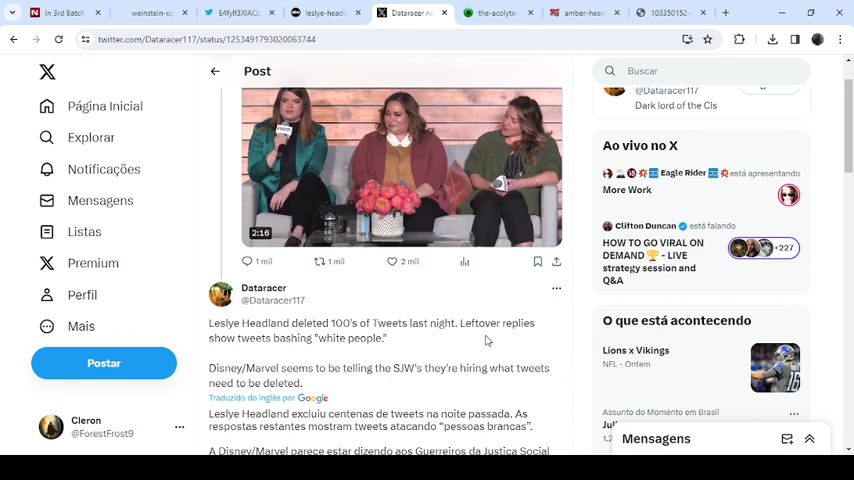 In 3rd Batch
weinstein-ep
E4fyIf3XIAQ
leslye-headl
Dataracer no
the-acolyte-
amber-hear
103350152-
twitter.com/Dataracer117/status/1253491793020063744
Página Inicial
Explorar
Notificações
Mensagens
Listas
Premium
Perfil
Mais
Postar
Cleron
@ForestFrost9
Post
2:16
1 mil
1 mil
2 mil
Dataracer
@Dataracer117
Leslye Headland deleted 100's of Tweets last night. Leftover replies
show tweets bashing "white people."
Disney/Marvel seems to be telling the SJW's they're hiring what tweets
need to be deleted.
Traduzido do inglês por Google
Leslye Headland excluiu centenas de tweets na noite passada. As
respostas restantes mostram tweets atacando “pessoas brancas”.
A Disney/Marvel parece estar dizendo aos Guerreiros da Justiça Social
Buscar
@Dataracer117
Dark lord of the CIs
Ao vivo no X
Eagle Rider está apresentando
More Work
Clifton Duncan está falando
HOW TO GO VIRAL ON
DEMAND 🏆 - LIVE
strategy session and
Q&A
+227
O que está acontecendo
Lions x Vikings
NFL · Ontem
Assunto do Momento em Brasil
Mensagens